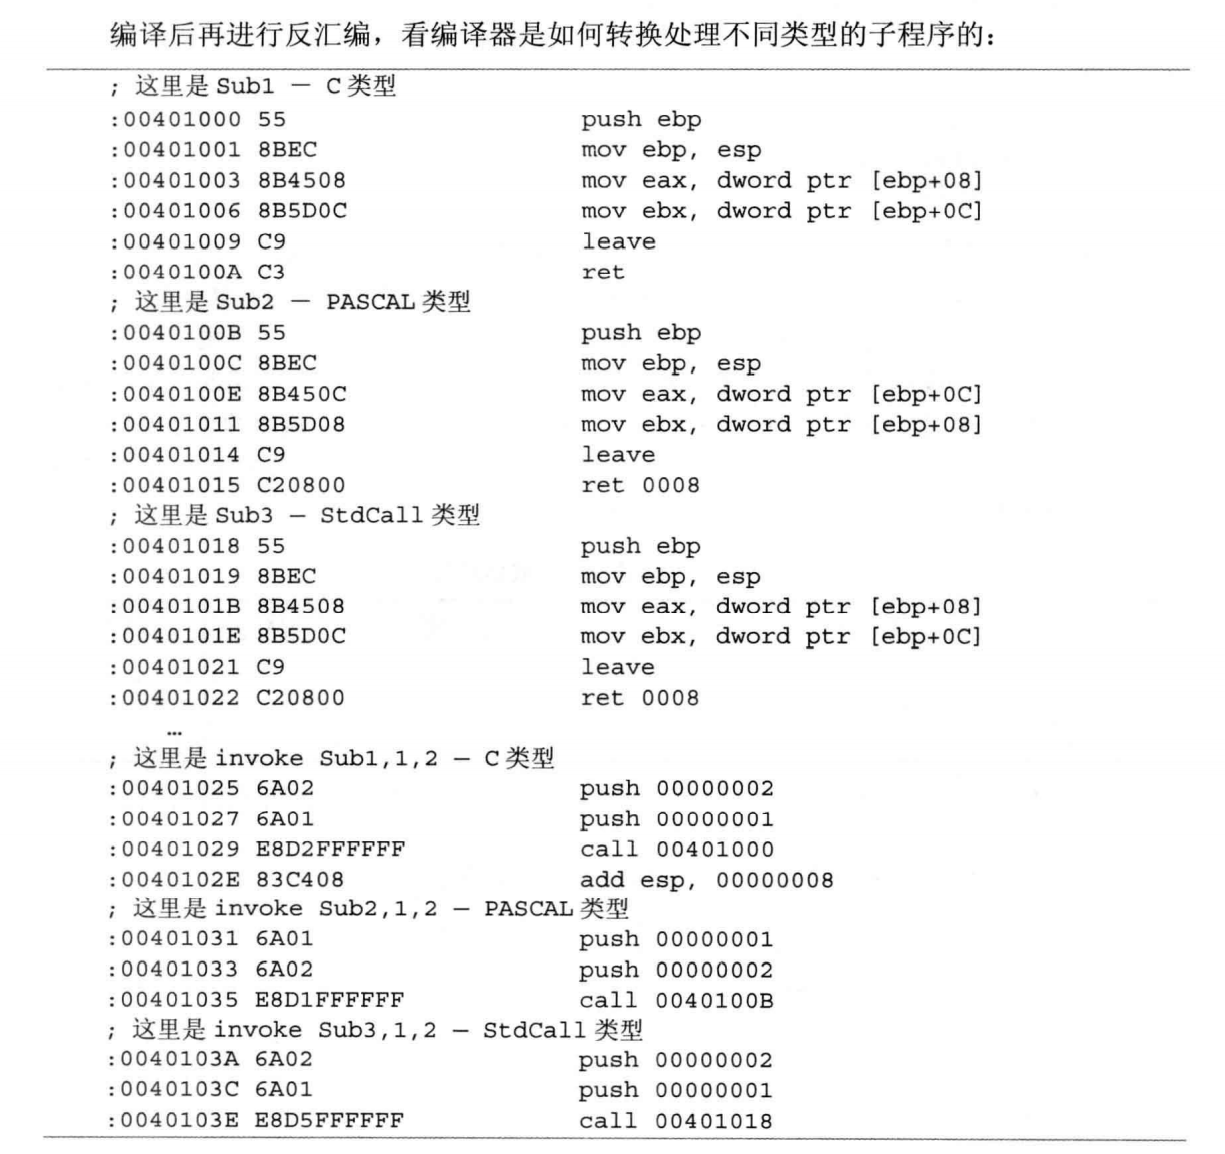 编译后再进行反汇编，看编译器是如何转换处理不同类型的子程序的：
; 这里是 Sub1 — C 类型
:00401000 55 push ebp
:00401001 8BEC mov ebp, esp
:00401003 8B4508 mov eax, dword ptr [ebp+08]
:00401006 8B5D0C mov ebx, dword ptr [ebp+0C]
:00401009 C9 leave
:0040100A C3 ret
; 这里是 Sub2 — PASCAL 类型
:0040100B 55 push ebp
:0040100C 8BEC mov ebp, esp
:0040100E 8B450C mov eax, dword ptr [ebp+0C]
:00401011 8B5D08 mov ebx, dword ptr [ebp+08]
:00401014 C9 leave
:00401015 C20800 ret 0008
; 这里是 Sub3 — StdCall 类型
:00401018 55 push ebp
:00401019 8BEC mov ebp, esp
:0040101B 8B4508 mov eax, dword ptr [ebp+08]
:0040101E 8B5D0C mov ebx, dword ptr [ebp+0C]
:00401021 C9 leave
:00401022 C20800 ret 0008
…
; 这里是 invoke Sub1,1,2 — C 类型
:00401025 6A02 push 00000002
:00401027 6A01 push 00000001
:00401029 E8D2FFFFFF call 00401000
:0040102E 83C408 add esp, 00000008
; 这里是 invoke Sub2,1,2 — PASCAL 类型
:00401031 6A01 push 00000001
:00401033 6A02 push 00000002
:00401035 E8D1FFFFFF call 0040100B
; 这里是 invoke Sub3,1,2 — StdCall 类型
:0040103A 6A02 push 00000002
:0040103C 6A01 push 00000001
:0040103E E8D5FFFFFF call 00401018